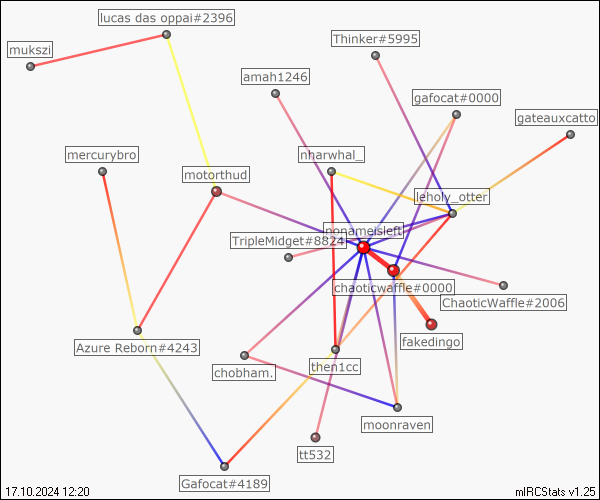 lucas das oppai#2396
mukszi
Thinker#5995
amah1246
gafocat#0000
gateauxcatto
mercurybro
nharwhal_
motorthud
leholy_otter
nonameisleft
TripleMidget#8824
chaoticwaffle#0000
ChaoticWaffle#2006
fakedingo
Azure Reborn#4243
then1cc
chobham.
moonraven
tt532
Gafocat#4189
17.10.2024 12:20
mIRCStats v1.25